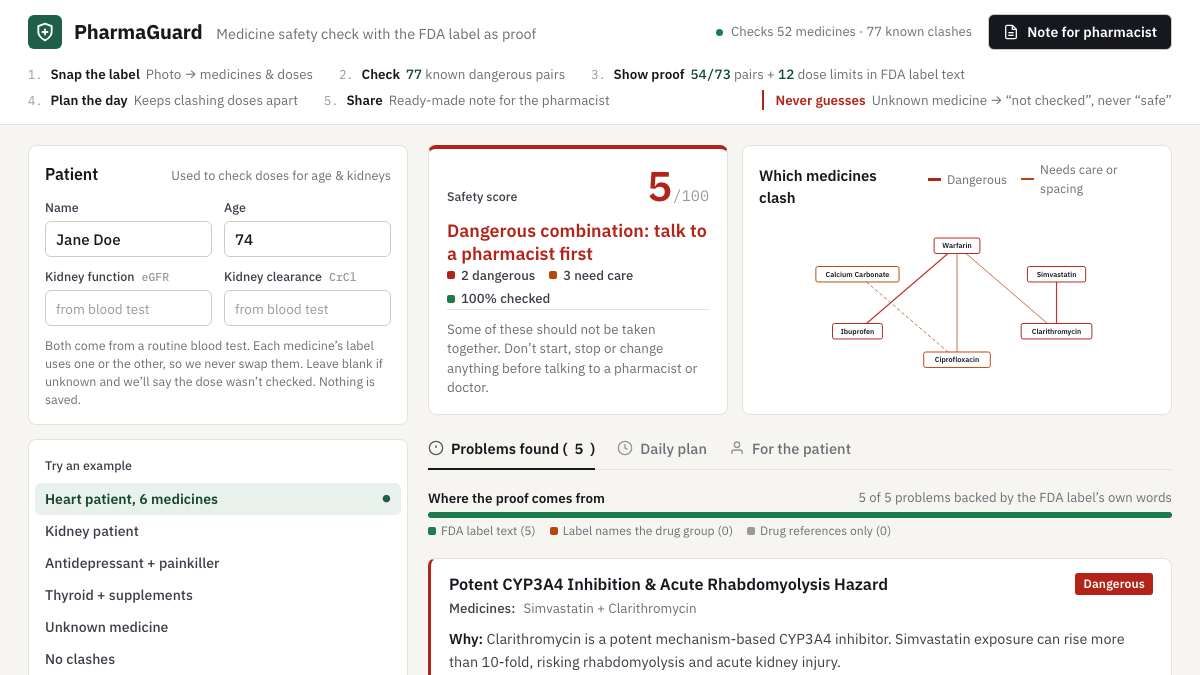 PharmaGuard Medicine safety check with the FDA label as proof
Checks 52 medicines · 77 known clashes
Note for pharmacist
1. Snap the label Photo → medicines & doses
2. Check 77 known dangerous pairs
3. Show proof 54/73 pairs + 12 dose limits in FDA label text
4. Plan the day Keeps clashing doses apart
5. Share Ready-made note for the pharmacist
Never guesses Unknown medicine → “not checked”, never “safe”
Patient
Used to check doses for age & kidneys
Name
Age
Jane Doe
74
Kidney function eGFR
Kidney clearance CrCl
from blood test
from blood test
Both come from a routine blood test. Each medicine’s label
uses one or the other, so we never swap them. Leave blank if
unknown and we’ll say the dose wasn’t checked. Nothing is
saved.
Try an example
Heart patient, 6 medicines
Kidney patient
Antidepressant + painkiller
Thyroid + supplements
Unknown medicine
No clashes
Safety score
5/100
Dangerous combination: talk to
a pharmacist first
2 dangerous
3 need care
100% checked
Some of these should not be taken
together. Don’t start, stop or change
anything before talking to a pharmacist or
doctor.
Which medicines
clash
Dangerous
Needs care or
spacing
Warfarin
Calcium Carbonate
Simvastatin
Ibuprofen
Clarithromycin
Ciprofloxacin
Problems found ( 5 )
Daily plan
For the patient
Where the proof comes from
5 of 5 problems backed by the FDA label’s own words
FDA label text (5)
Label names the drug group (0)
Drug references only (0)
Potent CYP3A4 Inhibition & Acute Rhabdomyolysis Hazard
Dangerous
Medicines: Simvastatin + Clarithromycin
Why: Clarithromycin is a potent mechanism-based CYP3A4 inhibitor. Simvastatin exposure can rise more
than 10-fold, risking rhabdomyolysis and acute kidney injury.